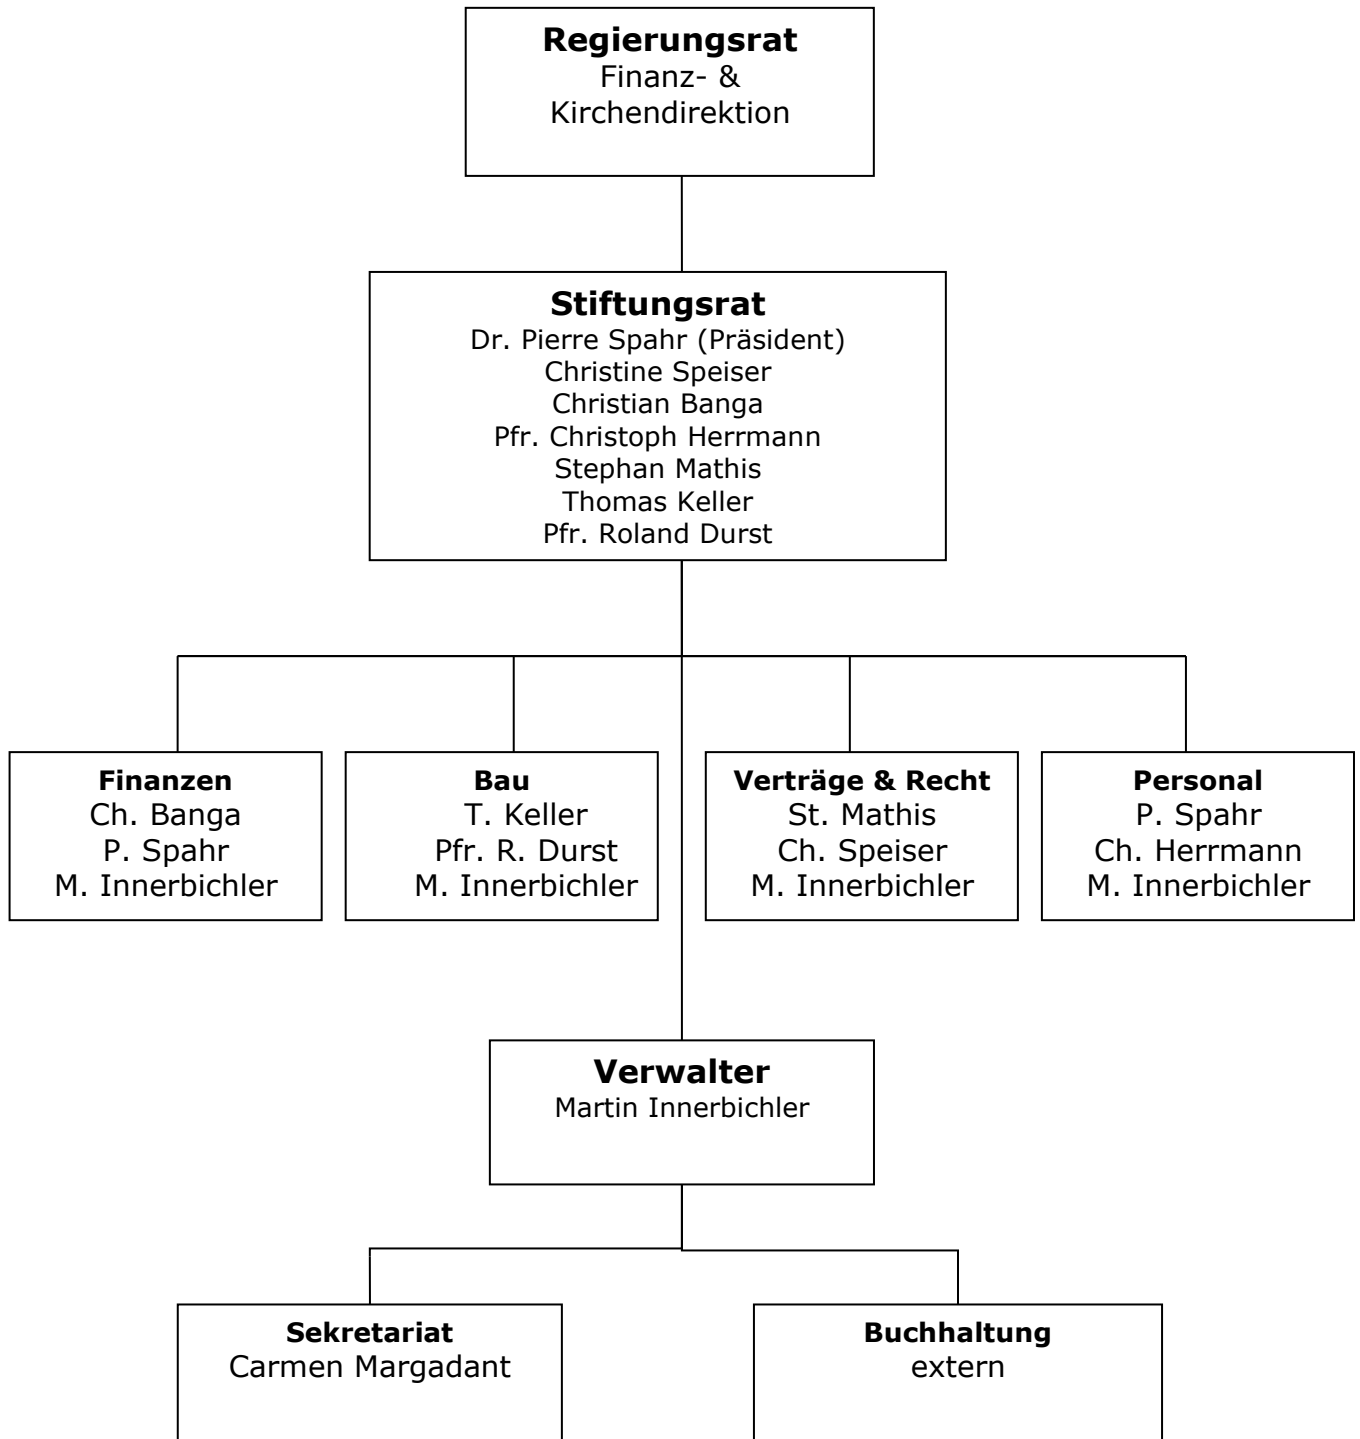 Regierungsrat
Finanz- &
Kirchendirektion
Stiftungsrat
Dr. Pierre Spahr (Präsident)
Christine Speiser
Christian Banga
Pfr. Christoph Herrmann
Stephan Mathis
Thomas Keller
Pfr. Roland Durst
Finanzen
Ch. Banga
P. Spahr
M. Innerbichler
Bau
T. Keller
Pfr. R. Durst
M. Innerbichler
Verträge & Recht
St. Mathis
Ch. Speiser
M. Innerbichler
Personal
P. Spahr
Ch. Herrmann
M. Innerbichler
Verwalter
Martin Innerbichler
Sekretariat
Carmen Margadant
Buchhaltung
extern